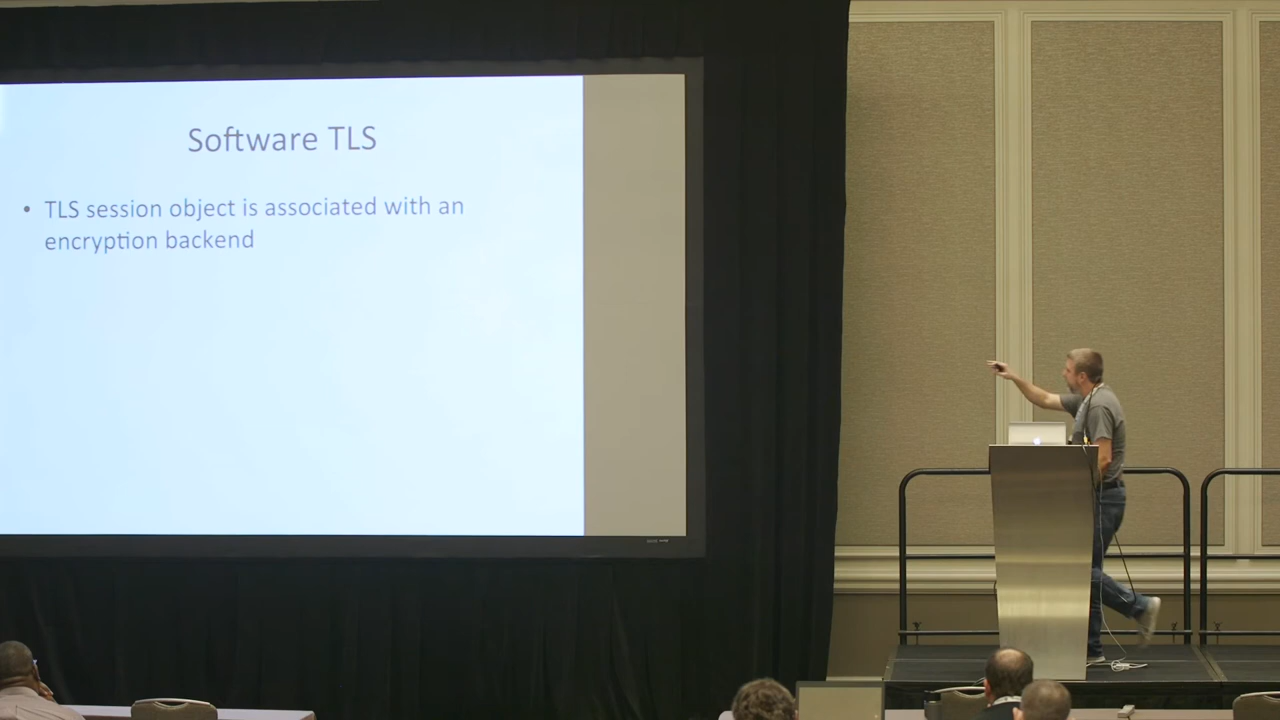 Software TLS
• TLS session object is associated with an
encryption backend